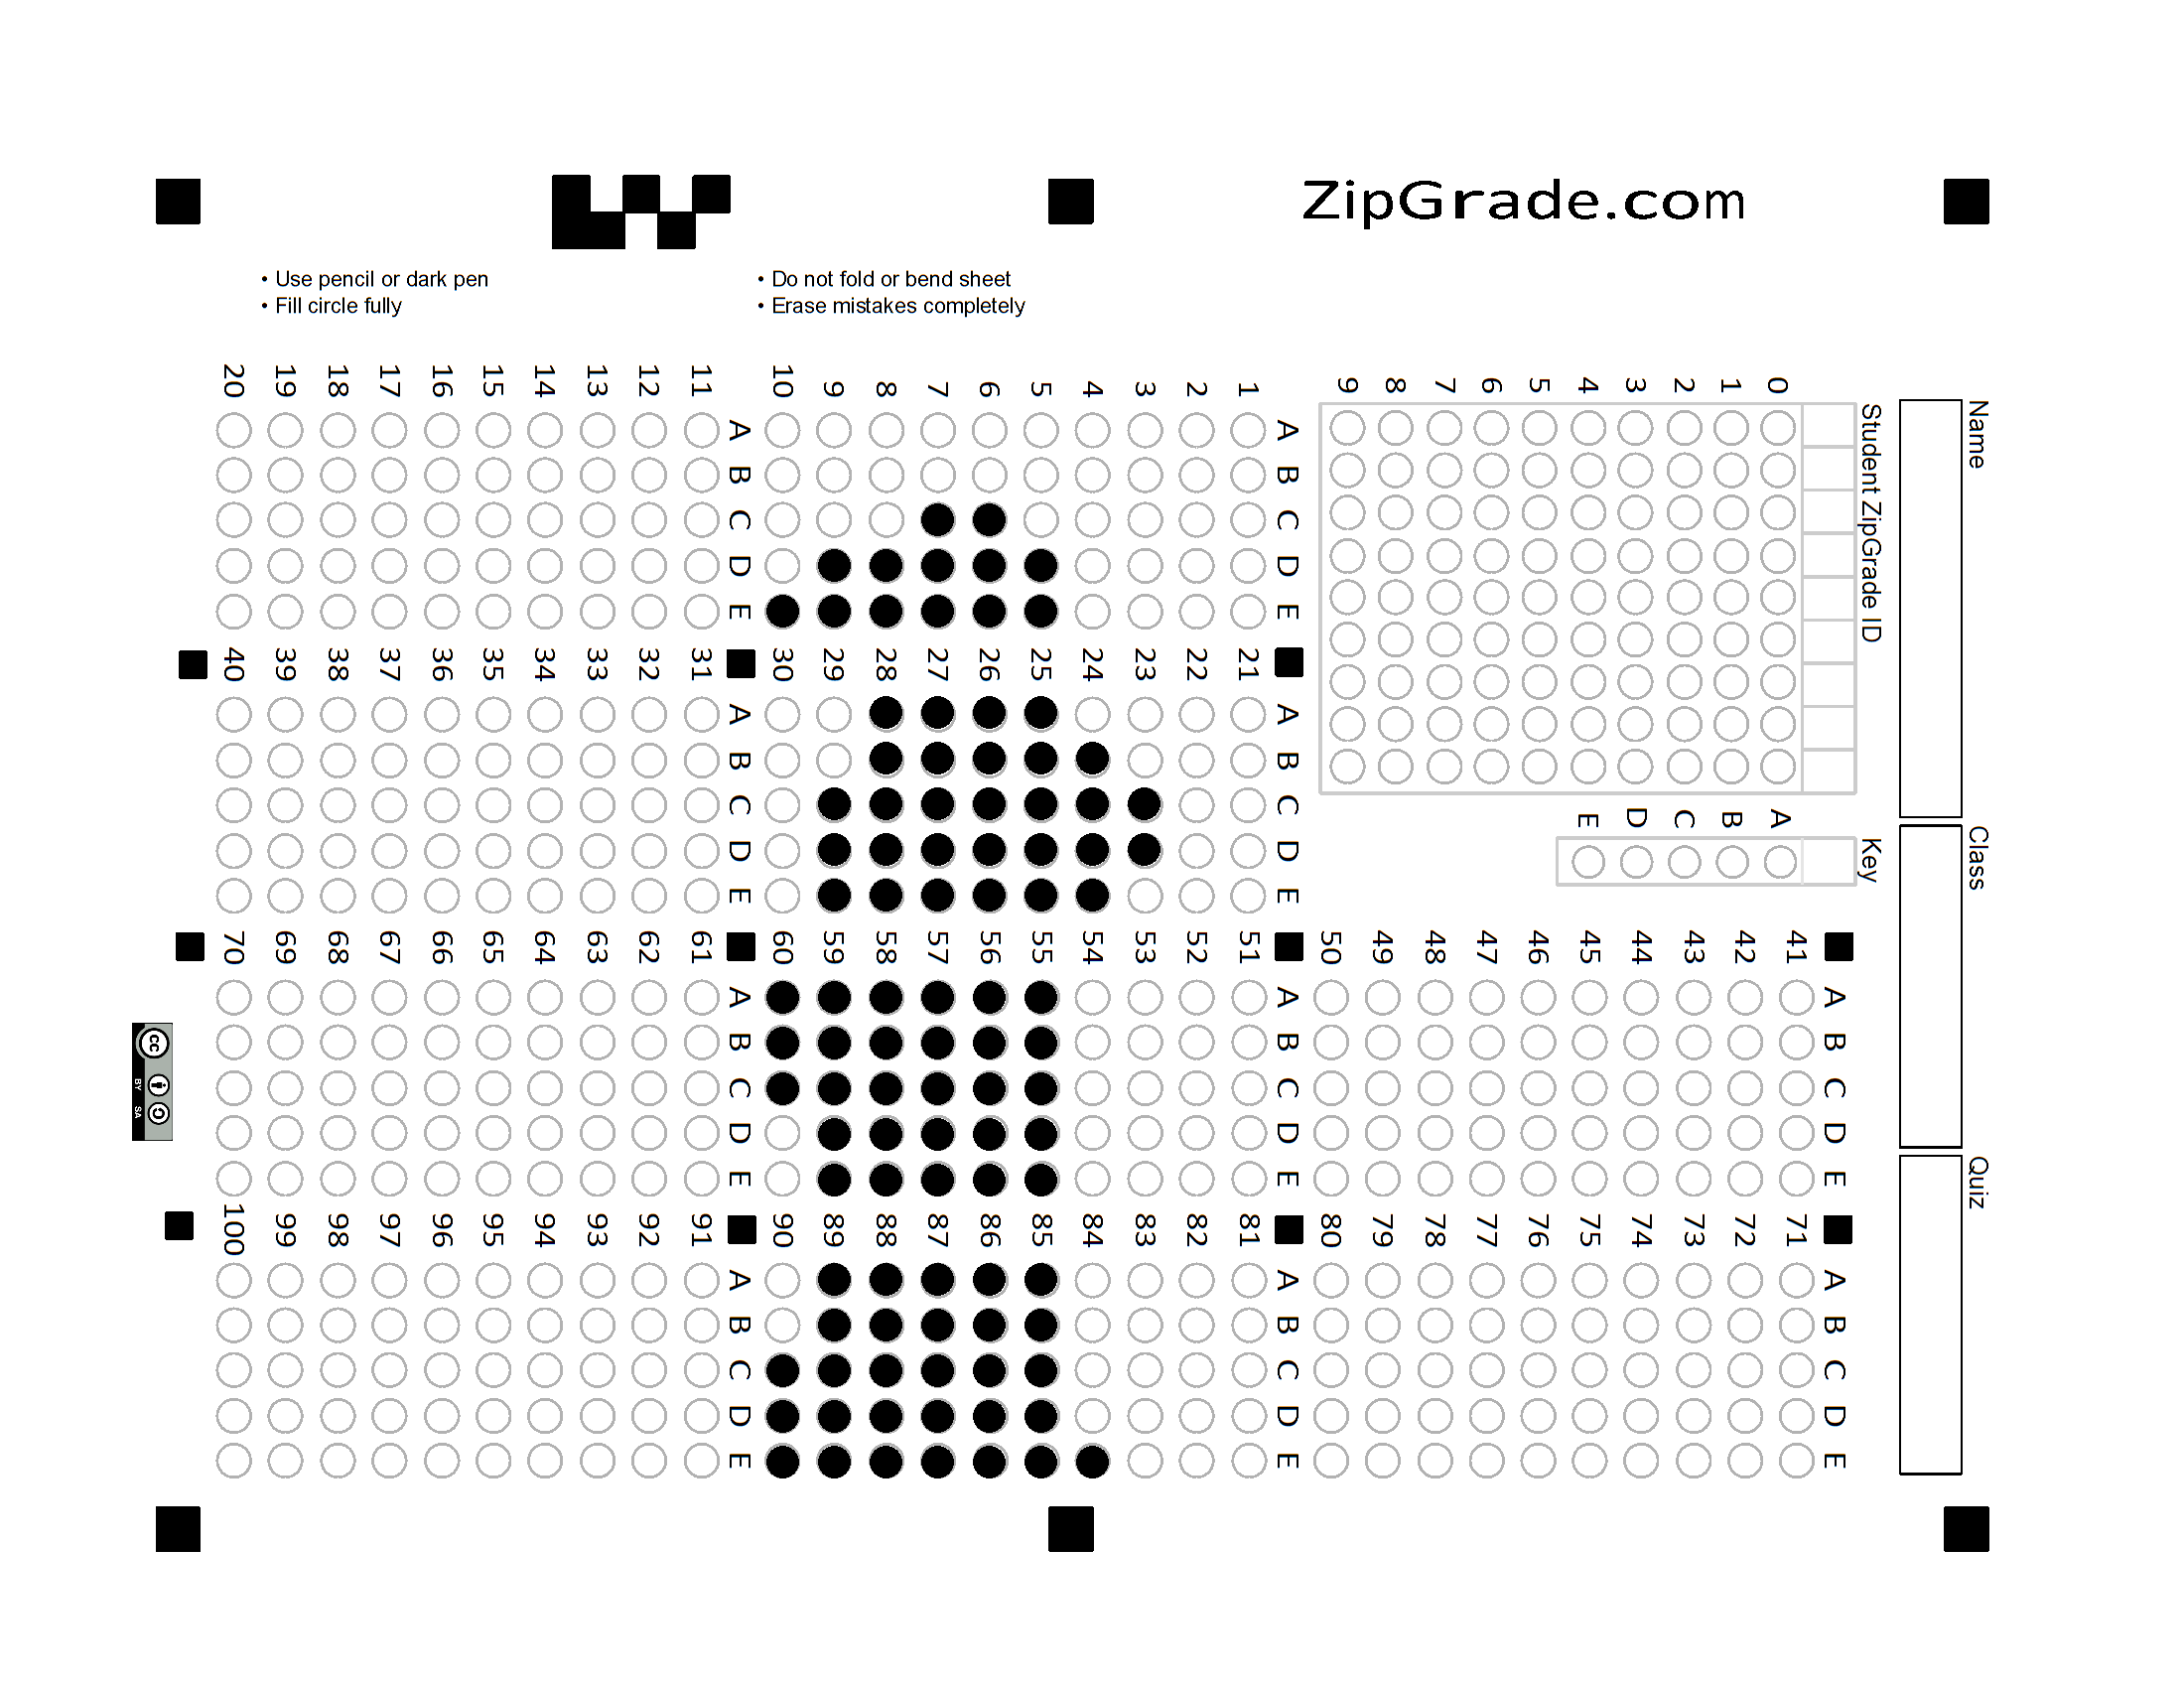 ZipGrade.com
• Use pencil or dark pen
• Fill circle fully
• Do not fold or bend sheet
• Erase mistakes completely
Name
Class
Quiz
Student ZipGrade ID
0 1 2 3 4 5 6 7 8 9
Key
A B C D E
1 2 3 4 5 6 7 8 9 10
A B C D E
11 12 13 14 15 16 17 18 19 20
A B C D E
21 22 23 24 25 26 27 28 29 30
A B C D E
31 32 33 34 35 36 37 38 39 40
A B C D E
41 42 43 44 45 46 47 48 49 50
A B C D E
51 52 53 54 55 56 57 58 59 60
A B C D E
61 62 63 64 65 66 67 68 69 70
A B C D E
71 72 73 74 75 76 77 78 79 80
A B C D E
81 82 83 84 85 86 87 88 89 90
A B C D E
91 92 93 94 95 96 97 98 99 100
A B C D E
cc
BY SA